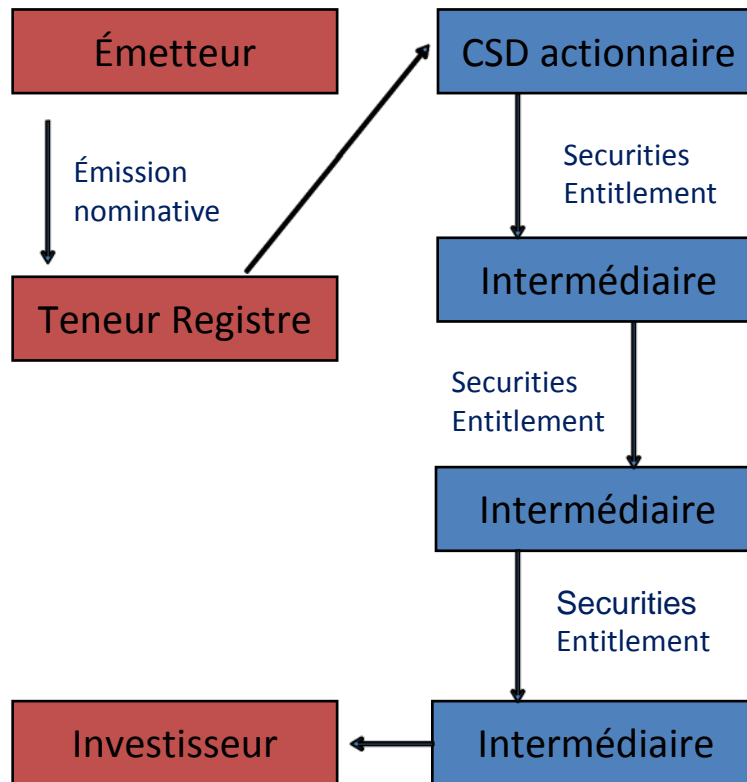 Émetteur
CSD actionnaire
Émission
nominative
Securities
Entitlement
Teneur Registre
Intermédiaire
Securities
Entitlement
Intermédiaire
Securities
Entitlement
Investisseur
Intermédiaire